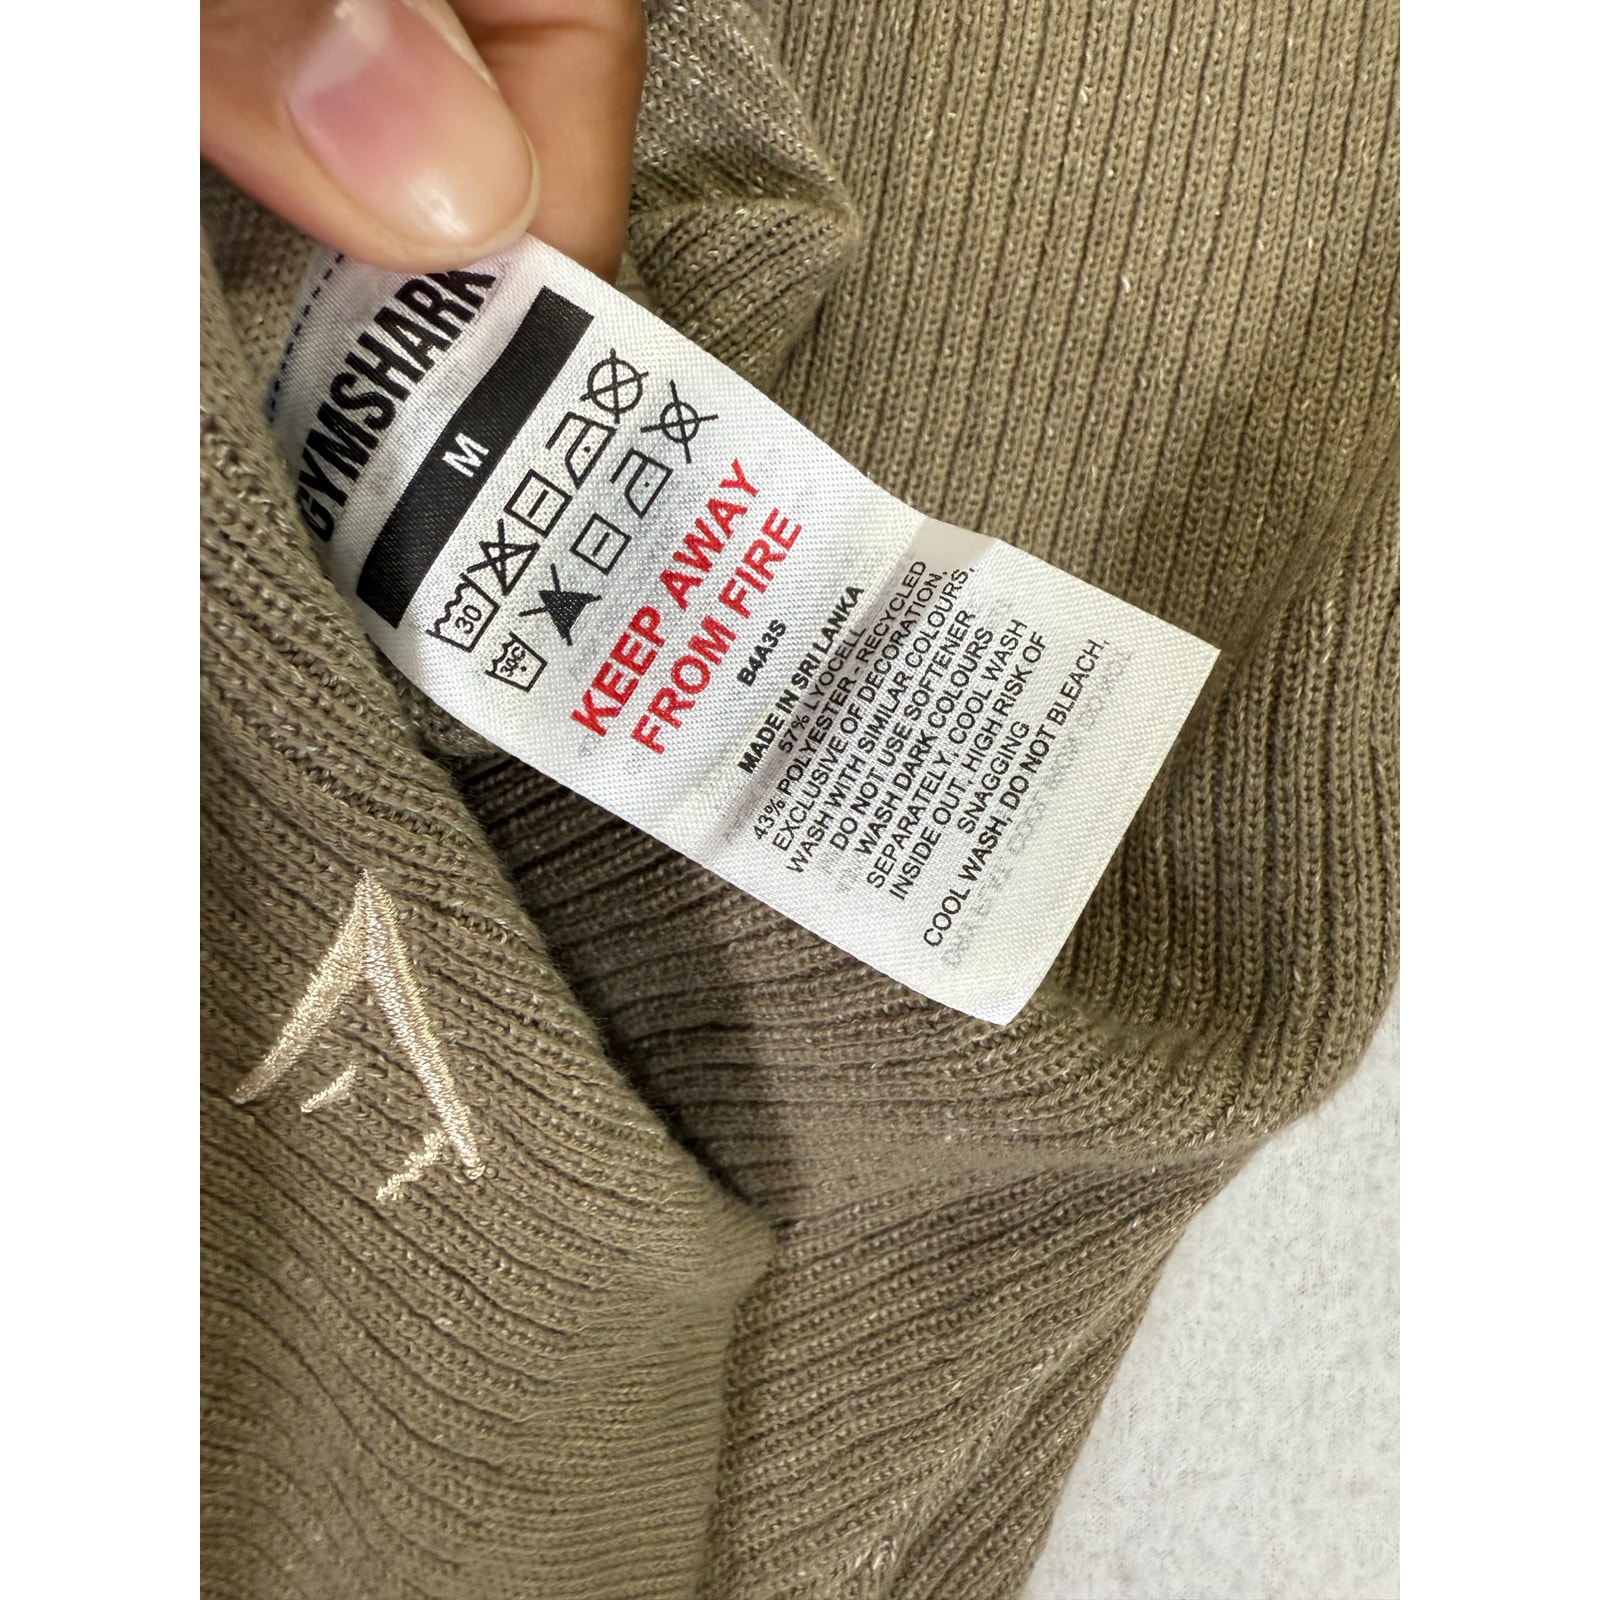 GYMSHARK
M
30
30C
KEEP AWAY
FROM FIRE
B4A3S
MADE IN SRI LANKA
57% LYOCELL
43% POLYESTER - RECYCLED
EXCLUSIVE OF DECORATION,
WASH WITH SIMILAR COLOURS,
DO NOT USE SOFTENER
WASH DARK COLOURS
SEPARATELY, COOL WASH
INSIDE OUT, HIGH RISK OF
SNAGGING
COOL WASH DO NOT BLEACH,